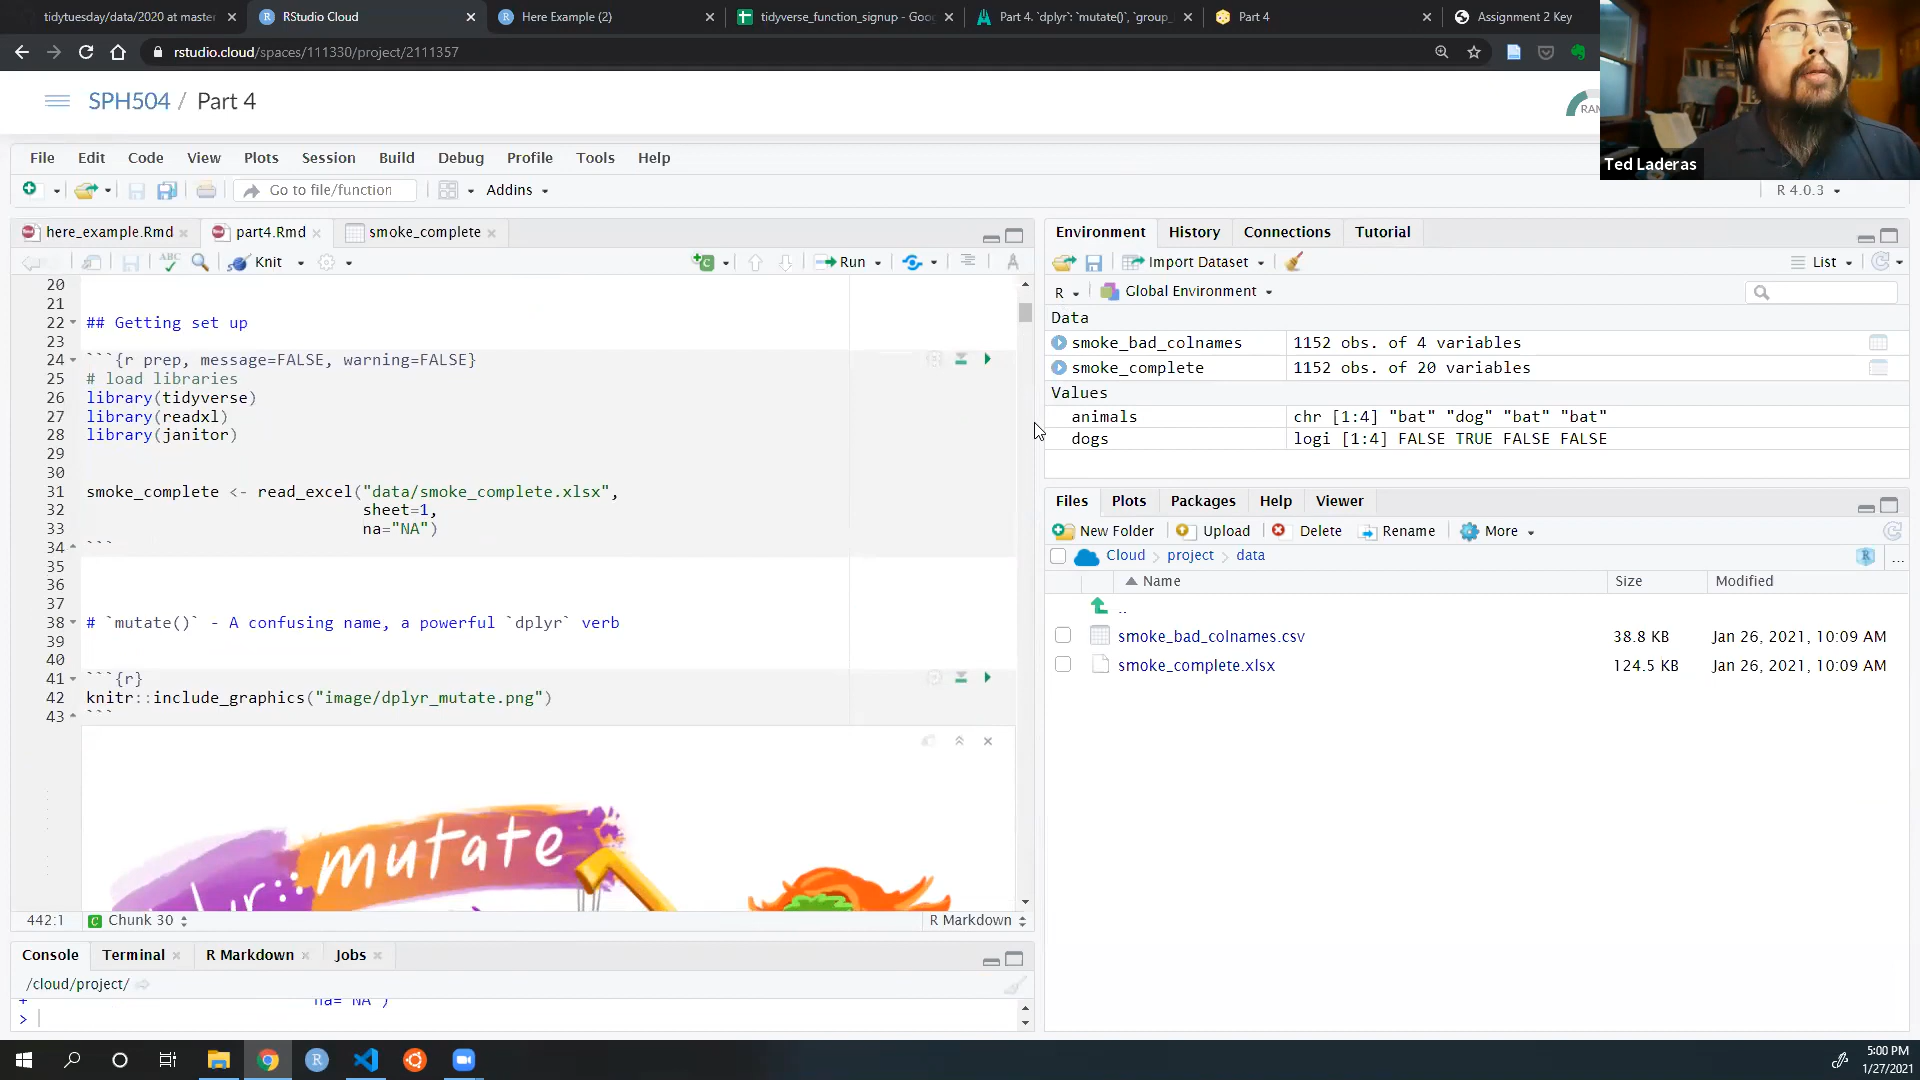 tidytuesday/data/2020 at master
RStudio Cloud
Here Example (2)
tidyverse_function_signup - Goo
Part 4. `dplyr`: `mutate()`, `group_
Part 4
Assignment 2 Key
rstudio.cloud/spaces/111330/project/2111357
SPH504 / Part 4
RAM
Ted Laderas
File Edit Code View Plots Session Build Debug Profile Tools Help
Go to file/function
Addins
R 4.0.3
here_example.Rmd
part4.Rmd
smoke_complete
ABC
Knit
Run
20
21
22 ## Getting set up
23
24 ```{r prep, message=FALSE, warning=FALSE}
25 # load libraries
26 library(tidyverse)
27 library(readxl)
28 library(janitor)
29
30
31 smoke_complete <- read_excel("data/smoke_complete.xlsx",
32 sheet=1,
33 na="NA")
34 ```
35
36
37
38 # `mutate()` - A confusing name, a powerful `dplyr` verb
39
40
41 ```{r}
42 knitr::include_graphics("image/dplyr_mutate.png")
43 ```
mutate
442:1
Chunk 30
R Markdown
Console Terminal R Markdown Jobs
/cloud/project/
+ na="NA")
>
Environment History Connections Tutorial
Import Dataset
List
R
Global Environment
Data
smoke_bad_colnames 1152 obs. of 4 variables
smoke_complete 1152 obs. of 20 variables
Values
animals chr [1:4] "bat" "dog" "bat" "bat"
dogs logi [1:4] FALSE TRUE FALSE FALSE
Files Plots Packages Help Viewer
New Folder Upload Delete Rename More
Cloud project data
Name Size Modified
..
smoke_bad_colnames.csv 38.8 KB Jan 26, 2021, 10:09 AM
smoke_complete.xlsx 124.5 KB Jan 26, 2021, 10:09 AM
5:00 PM
1/27/2021